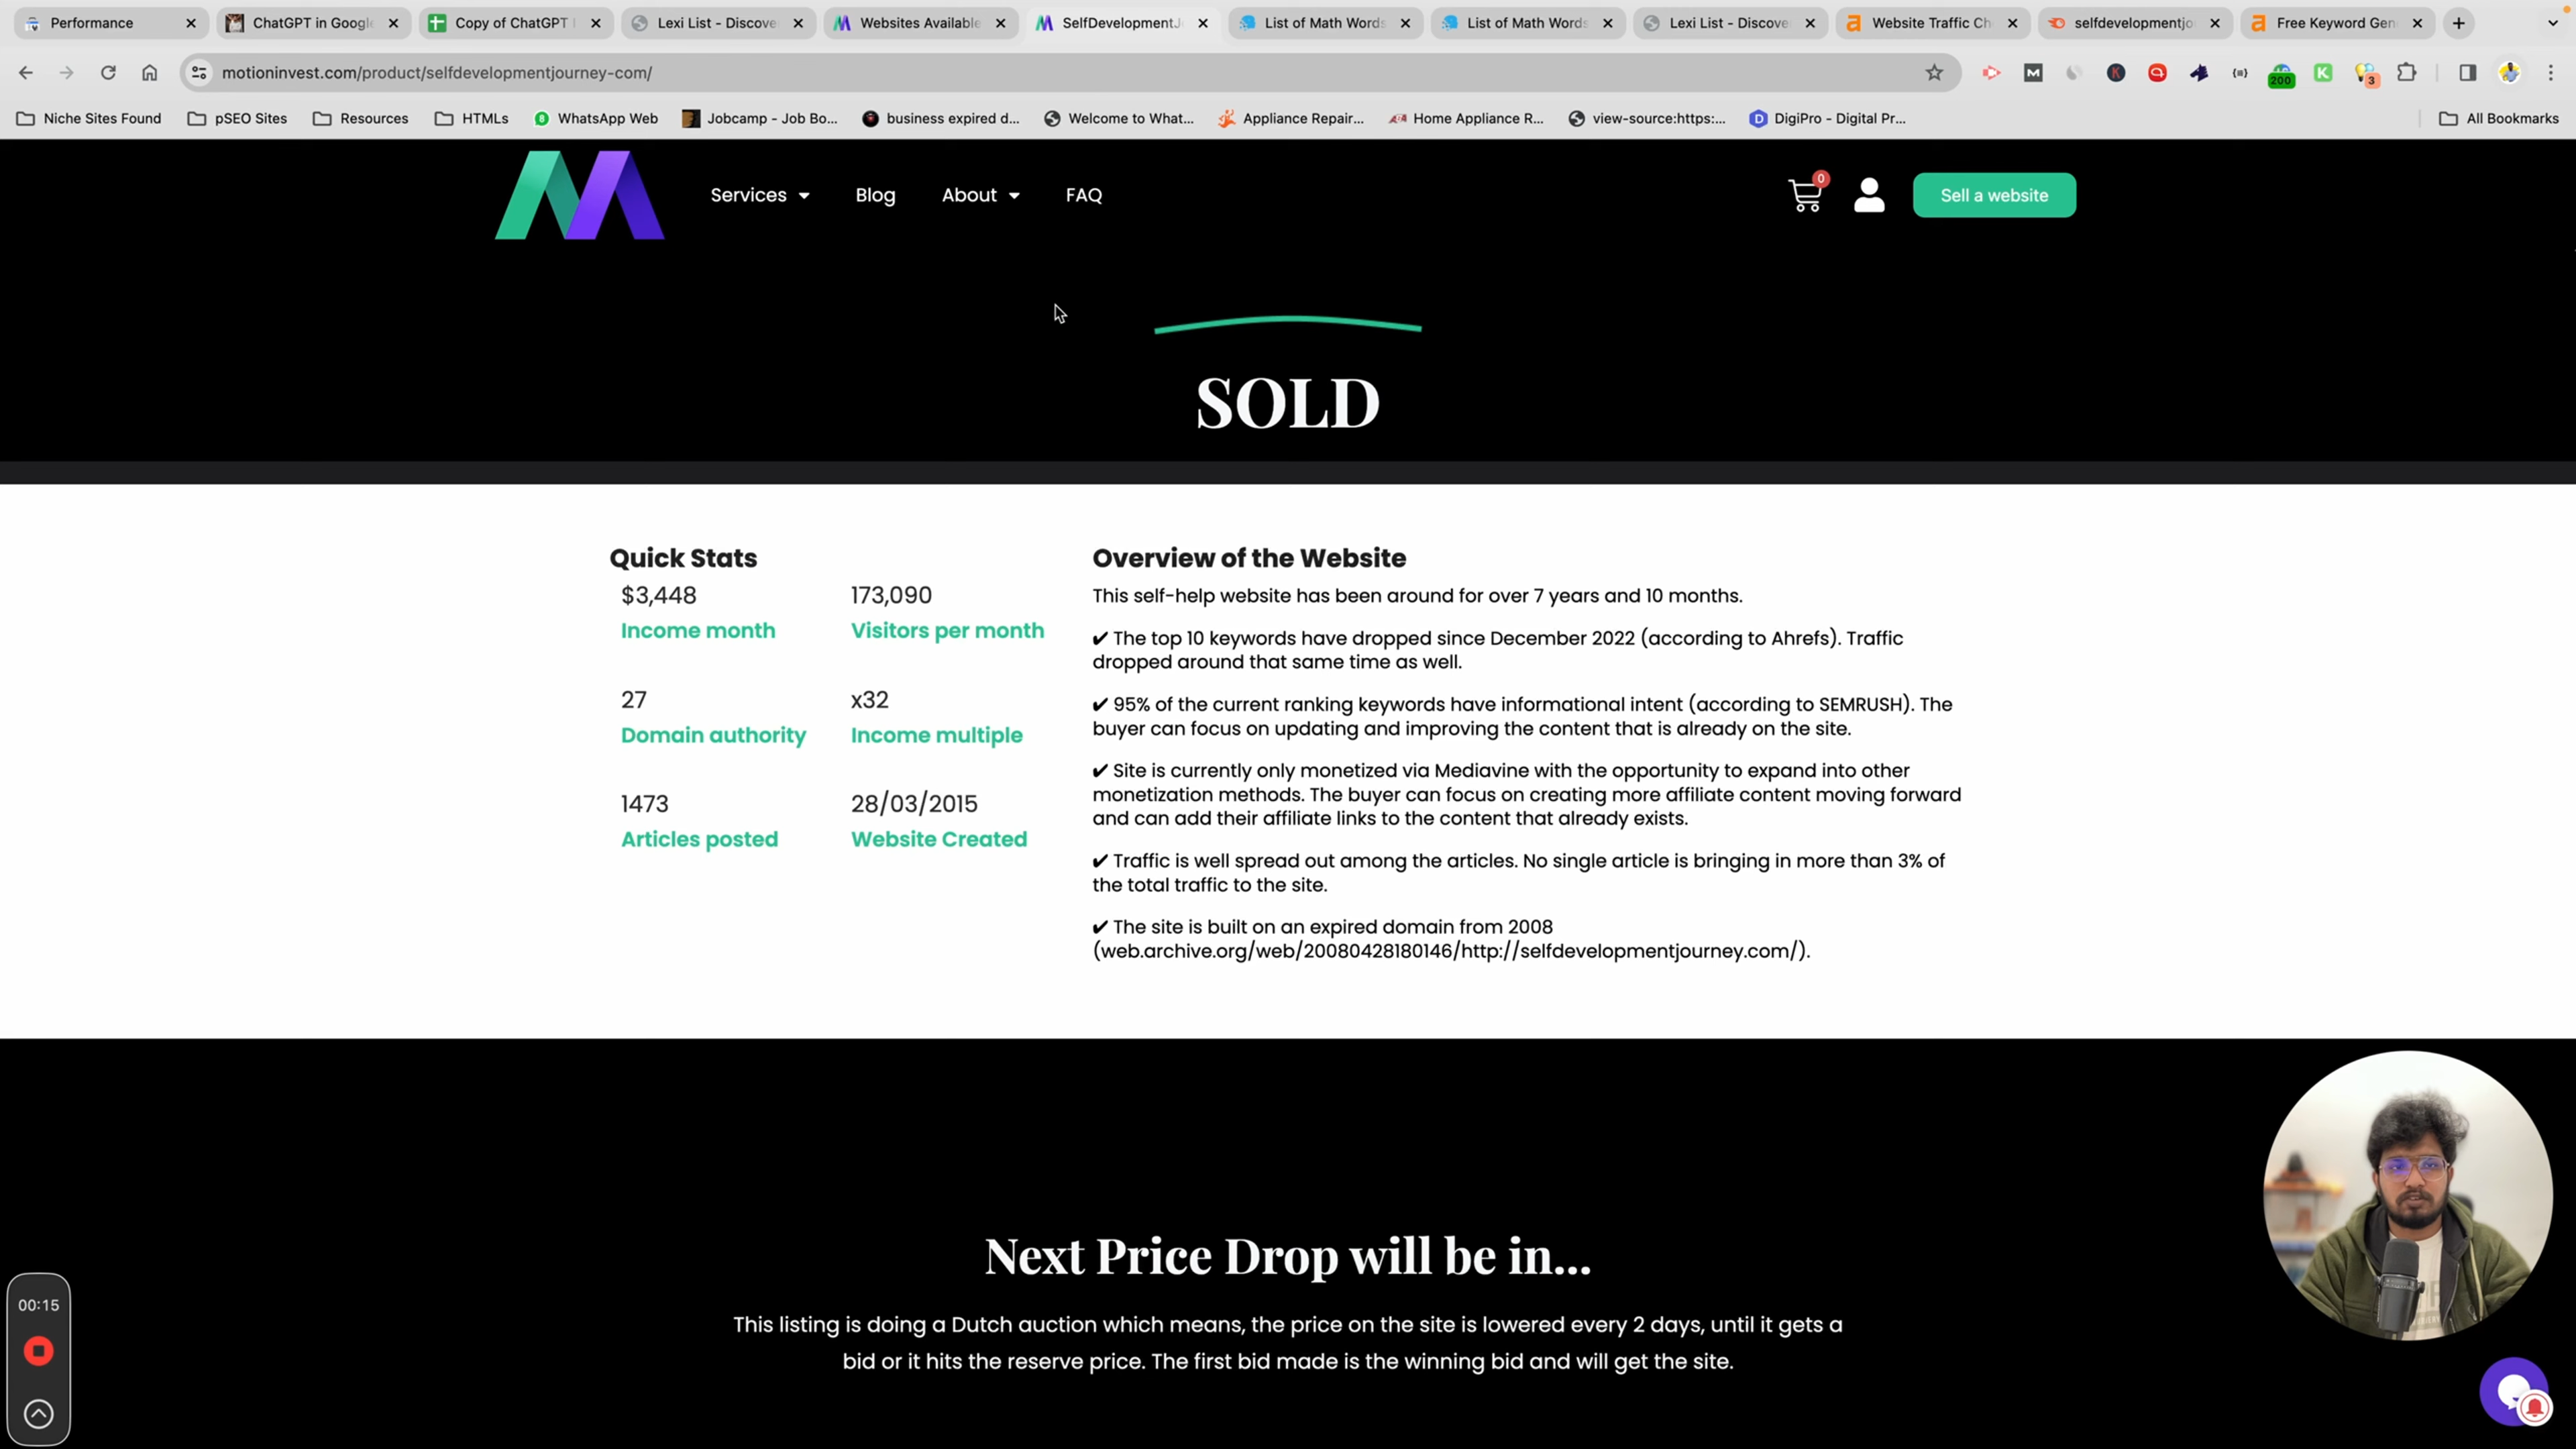 Performance
ChatGPT in Google
Copy of ChatGPT
Lexi List - Discove
Websites Available
SelfDevelopmentJ
List of Math Words
List of Math Words
Lexi List - Discove
Website Traffic Ch
selfdevelopmentjo
Free Keyword Gen
motioninvest.com/product/selfdevelopmentjourney-com/
200
3
Niche Sites Found
pSEO Sites
Resources
HTMLs
WhatsApp Web
Jobcamp - Job Bo...
business expired d...
Welcome to What...
Appliance Repair...
Home Appliance R...
view-source:https:...
DigiPro - Digital Pr...
All Bookmarks
Services
Blog
About
FAQ
0
Sell a website
SOLD
Quick Stats
$3,448
Income month
173,090
Visitors per month
27
Domain authority
x32
Income multiple
1473
Articles posted
28/03/2015
Website Created
Overview of the Website
This self-help website has been around for over 7 years and 10 months.
✔ The top 10 keywords have dropped since December 2022 (according to Ahrefs). Traffic
dropped around that same time as well.
✔ 95% of the current ranking keywords have informational intent (according to SEMRUSH). The
buyer can focus on updating and improving the content that is already on the site.
✔ Site is currently only monetized via Mediavine with the opportunity to expand into other
monetization methods. The buyer can focus on creating more affiliate content moving forward
and can add their affiliate links to the content that already exists.
✔ Traffic is well spread out among the articles. No single article is bringing in more than 3% of
the total traffic to the site.
✔ The site is built on an expired domain from 2008
(web.archive.org/web/20080428180146/http://selfdevelopmentjourney.com/).
Next Price Drop will be in...
This listing is doing a Dutch auction which means, the price on the site is lowered every 2 days, until it gets a
bid or it hits the reserve price. The first bid made is the winning bid and will get the site.
00:15